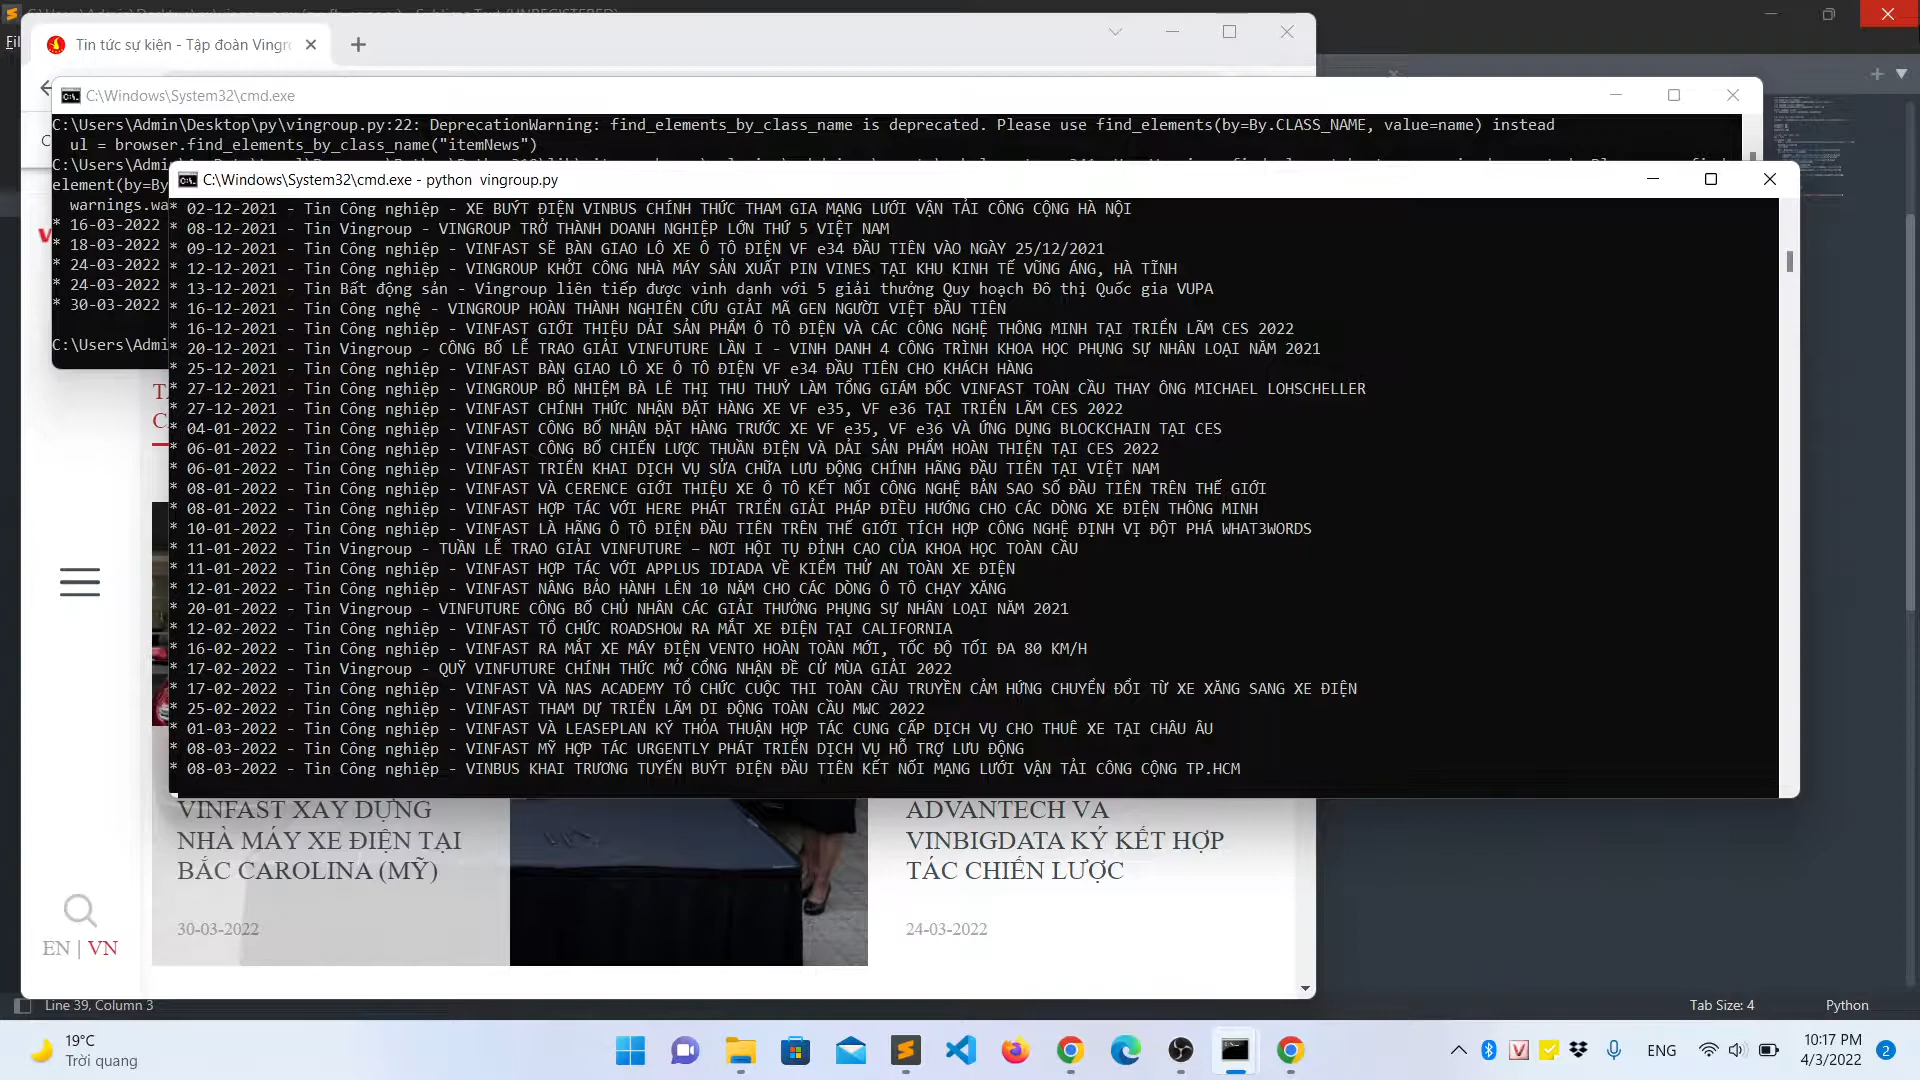 Tin tức sự kiện - Tập đoàn Vingr
C:\Windows\System32\cmd.exe
C:\Users\Admin\Desktop\py\vingroup.py:22: DeprecationWarning: find_elements_by_class_name is deprecated. Please use find_elements(by=By.CLASS_NAME, value=name) instead
ul = browser.find_elements_by_class_name("itemNews")
element(by=By
warnings.wa
* 16-03-2022
* 18-03-2022
* 24-03-2022
* 24-03-2022
* 30-03-2022
C:\Users\Admi
C:\Windows\System32\cmd.exe - python  vingroup.py
* 02-12-2021 - Tin Công nghiệp - XE BUÝT ĐIỆN VINBUS CHÍNH THỨC THAM GIA MẠNG LƯỚI VẬN TẢI CÔNG CỘNG HÀ NỘI
* 08-12-2021 - Tin Vingroup - VINGROUP TRỞ THÀNH DOANH NGHIỆP LỚN THỨ 5 VIỆT NAM
* 09-12-2021 - Tin Công nghiệp - VINFAST SẼ BÀN GIAO LÔ XE Ô TÔ ĐIỆN VF e34 ĐẦU TIÊN VÀO NGÀY 25/12/2021
* 12-12-2021 - Tin Công nghiệp - VINGROUP KHỞI CÔNG NHÀ MÁY SẢN XUẤT PIN VINES TẠI KHU KINH TẾ VŨNG ÁNG, HÀ TĨNH
* 13-12-2021 - Tin Bất động sản - Vingroup liên tiếp được vinh danh với 5 giải thưởng Quy hoạch Đô thị Quốc gia VUPA
* 16-12-2021 - Tin Công nghệ - VINGROUP HOÀN THÀNH NGHIÊN CỨU GIẢI MÃ GEN NGƯỜI VIỆT ĐẦU TIÊN
* 16-12-2021 - Tin Công nghiệp - VINFAST GIỚI THIỆU DẢI SẢN PHẨM Ô TÔ ĐIỆN VÀ CÁC CÔNG NGHỆ THÔNG MINH TẠI TRIỂN LÃM CES 2022
* 20-12-2021 - Tin Vingroup - CÔNG BỐ LỄ TRAO GIẢI VINFUTURE LẦN I - VINH DANH 4 CÔNG TRÌNH KHOA HỌC PHỤNG SỰ NHÂN LOẠI NĂM 2021
* 25-12-2021 - Tin Công nghiệp - VINFAST BÀN GIAO LÔ XE Ô TÔ ĐIỆN VF e34 ĐẦU TIÊN CHO KHÁCH HÀNG
* 27-12-2021 - Tin Công nghiệp - VINGROUP BỔ NHIỆM BÀ LÊ THỊ THU THUỶ LÀM TỔNG GIÁM ĐỐC VINFAST TOÀN CẦU THAY ÔNG MICHAEL LOHSCHELLER
* 27-12-2021 - Tin Công nghiệp - VINFAST CHÍNH THỨC NHẬN ĐẶT HÀNG XE VF e35, VF e36 TẠI TRIỂN LÃM CES 2022
* 04-01-2022 - Tin Công nghiệp - VINFAST CÔNG BỐ NHẬN ĐẶT HÀNG TRƯỚC XE VF e35, VF e36 VÀ ỨNG DỤNG BLOCKCHAIN TẠI CES
* 06-01-2022 - Tin Công nghiệp - VINFAST CÔNG BỐ CHIẾN LƯỢC THUẦN ĐIỆN VÀ DẢI SẢN PHẨM HOÀN THIỆN TẠI CES 2022
* 06-01-2022 - Tin Công nghiệp - VINFAST TRIỂN KHAI DỊCH VỤ SỬA CHỮA LƯU ĐỘNG CHÍNH HÃNG ĐẦU TIÊN TẠI VIỆT NAM
* 08-01-2022 - Tin Công nghiệp - VINFAST VÀ CERENCE GIỚI THIỆU XE Ô TÔ KẾT NỐI CÔNG NGHỆ BẢN SAO SỐ ĐẦU TIÊN TRÊN THẾ GIỚI
* 08-01-2022 - Tin Công nghiệp - VINFAST HỢP TÁC VỚI HERE PHÁT TRIỂN GIẢI PHÁP ĐIỀU HƯỚNG CHO CÁC DÒNG XE ĐIỆN THÔNG MINH
* 10-01-2022 - Tin Công nghiệp - VINFAST LÀ HÃNG Ô TÔ ĐIỆN ĐẦU TIÊN TRÊN THẾ GIỚI TÍCH HỢP CÔNG NGHỆ ĐỊNH VỊ ĐỘT PHÁ WHAT3WORDS
* 11-01-2022 - Tin Vingroup - TUẦN LỄ TRAO GIẢI VINFUTURE – NƠI HỘI TỤ ĐỈNH CAO CỦA KHOA HỌC TOÀN CẦU
* 11-01-2022 - Tin Công nghiệp - VINFAST HỢP TÁC VỚI APPLUS IDIADA VỀ KIỂM THỬ AN TOÀN XE ĐIỆN
* 12-01-2022 - Tin Công nghiệp - VINFAST NÂNG BẢO HÀNH LÊN 10 NĂM CHO CÁC DÒNG Ô TÔ CHẠY XĂNG
* 20-01-2022 - Tin Vingroup - VINFUTURE CÔNG BỐ CHỦ NHÂN CÁC GIẢI THƯỞNG PHỤNG SỰ NHÂN LOẠI NĂM 2021
* 12-02-2022 - Tin Công nghiệp - VINFAST TỔ CHỨC ROADSHOW RA MẮT XE ĐIỆN TẠI CALIFORNIA
* 16-02-2022 - Tin Công nghiệp - VINFAST RA MẮT XE MÁY ĐIỆN VENTO HOÀN TOÀN MỚI, TỐC ĐỘ TỐI ĐA 80 KM/H
* 17-02-2022 - Tin Vingroup - QUỸ VINFUTURE CHÍNH THỨC MỞ CỔNG NHẬN ĐỀ CỬ MÙA GIẢI 2022
* 17-02-2022 - Tin Công nghiệp - VINFAST VÀ NAS ACADEMY TỔ CHỨC CUỘC THI TOÀN CẦU TRUYỀN CẢM HỨNG CHUYỂN ĐỔI TỪ XE XĂNG SANG XE ĐIỆN
* 25-02-2022 - Tin Công nghiệp - VINFAST THAM DỰ TRIỂN LÃM DI ĐỘNG TOÀN CẦU MWC 2022
* 01-03-2022 - Tin Công nghiệp - VINFAST VÀ LEASEPLAN KÝ THỎA THUẬN HỢP TÁC CUNG CẤP DỊCH VỤ CHO THUÊ XE TẠI CHÂU ÂU
* 08-03-2022 - Tin Công nghiệp - VINFAST MỸ HỢP TÁC URGENTLY PHÁT TRIỂN DỊCH VỤ HỖ TRỢ LƯU ĐỘNG
* 08-03-2022 - Tin Công nghiệp - VINBUS KHAI TRƯƠNG TUYẾN BUÝT ĐIỆN ĐẦU TIÊN KẾT NỐI MẠNG LƯỚI VẬN TẢI CÔNG CỘNG TP.HCM
VINFAST XÂY DỰNG
NHÀ MÁY XE ĐIỆN TẠI
BẮC CAROLINA (MỸ)
30-03-2022
ADVANTECH VÀ
VINBIGDATA KÝ KẾT HỢP
TÁC CHIẾN LƯỢC
24-03-2022
EN | VN
Line 39, Column 3
Tab Size: 4
Python
19°C
Trời quang
ENG
10:17 PM
4/3/2022
2